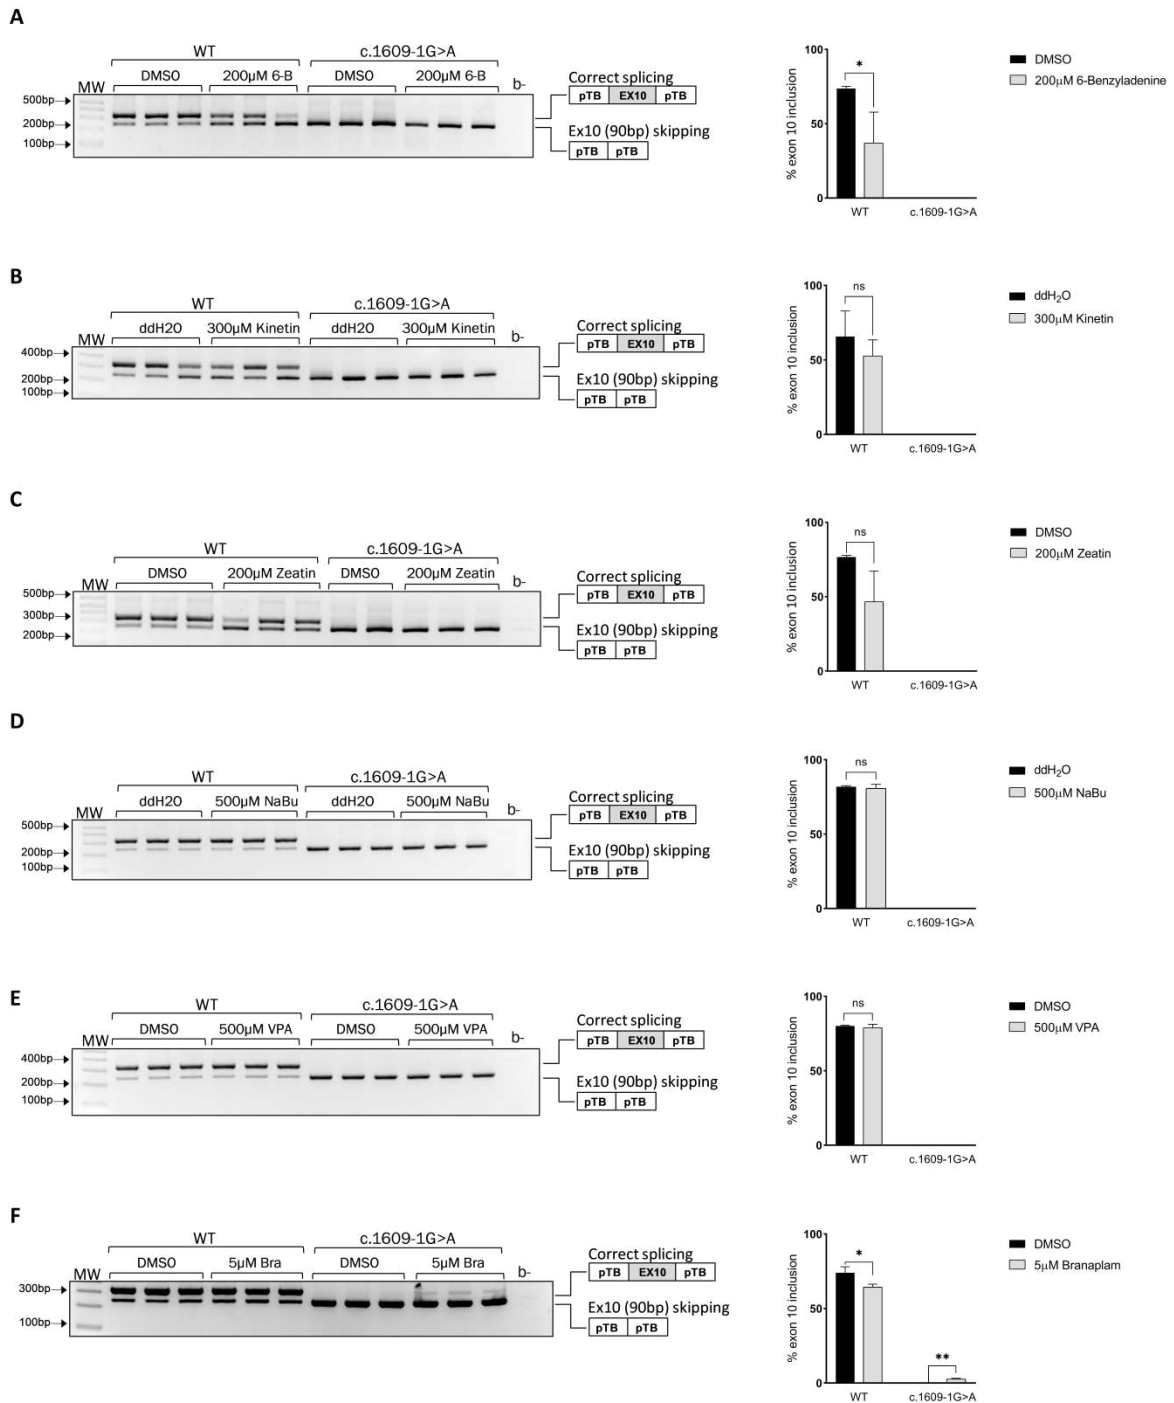 A
WT c.1609-1G>A
MW DMSO 200µM 6-B DMSO 200µM 6-B b-
500bp
200bp
100bp
Correct splicing
pTB EX10 pTB
Ex10 (90bp) skipping
pTB pTB
% exon 10 inclusion
100
50
0
*
WT c.1609-1G>A
DMSO
200µM 6-Benzyladenine
B
WT c.1609-1G>A
MW ddH2O 300µM Kinetin ddH2O 300µM Kinetin b-
400bp
200bp
100bp
Correct splicing
pTB EX10 pTB
Ex10 (90bp) skipping
pTB pTB
% exon 10 inclusion
100
50
0
ns
WT c.1609-1G>A
ddH₂O
300µM Kinetin
C
WT c.1609-1G>A
MW DMSO 200µM Zeatin DMSO 200µM Zeatin b-
500bp
300bp
200bp
Correct splicing
pTB EX10 pTB
Ex10 (90bp) skipping
pTB pTB
% exon 10 inclusion
100
50
0
ns
WT c.1609-1G>A
DMSO
200µM Zeatin
D
WT c.1609-1G>A
MW ddH2O 500µM NaBu ddH2O 500µM NaBu b-
500bp
200bp
100bp
Correct splicing
pTB EX10 pTB
Ex10 (90bp) skipping
pTB pTB
% exon 10 inclusion
100
50
0
ns
WT c.1609-1G>A
ddH₂O
500µM NaBu
E
WT c.1609-1G>A
MW DMSO 500µM VPA DMSO 500µM VPA b-
400bp
200bp
100bp
Correct splicing
pTB EX10 pTB
Ex10 (90bp) skipping
pTB pTB
% exon 10 inclusion
100
50
0
ns
WT c.1609-1G>A
DMSO
500µM VPA
F
WT c.1609-1G>A
MW DMSO 5µM Bra DMSO 5µM Bra b-
300bp
100bp
Correct splicing
pTB EX10 pTB
Ex10 (90bp) skipping
pTB pTB
% exon 10 inclusion
100
50
0
*
**
WT c.1609-1G>A
DMSO
5µM Branaplam